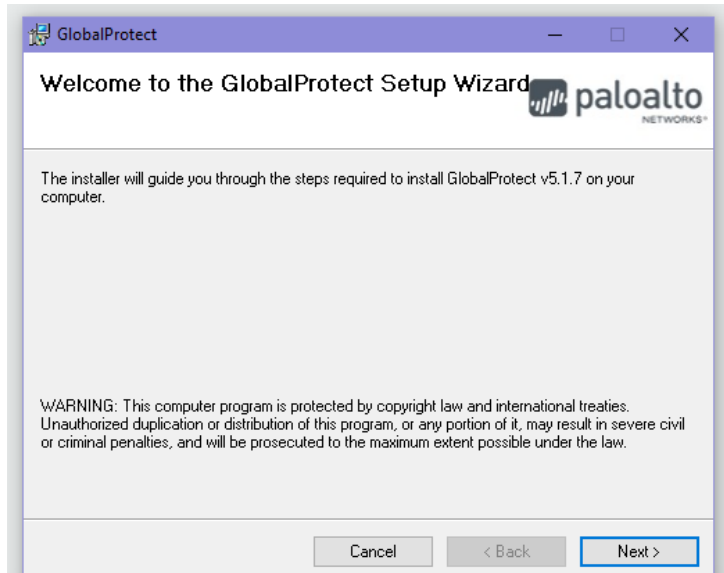 GlobalProtect
Welcome to the GlobalProtect Setup Wizard
paloalto
NETWORKS®
The installer will guide you through the steps required to install GlobalProtect v5.1.7 on your
computer.
WARNING: This computer program is protected by copyright law and international treaties.
Unauthorized duplication or distribution of this program, or any portion of it, may result in severe civil
or criminal penalties, and will be prosecuted to the maximum extent possible under the law.
Cancel
< Back
Next >